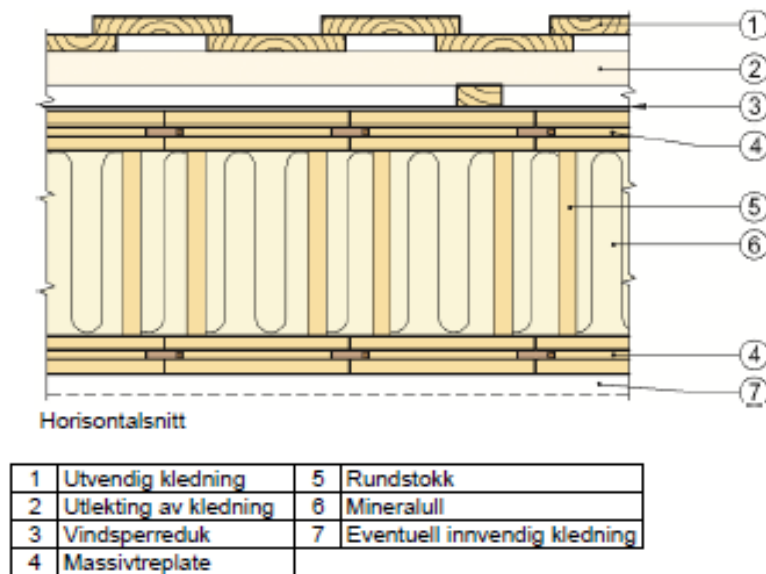 1
2
3
4
5
6
4
7
Horisontalsnitt
1 Utvendig kledning 5 Rundstokk
2 Utlekting av kledning 6 Mineralull
3 Vindsperreduk 7 Eventuell innvendig kledning
4 Massivtreplate